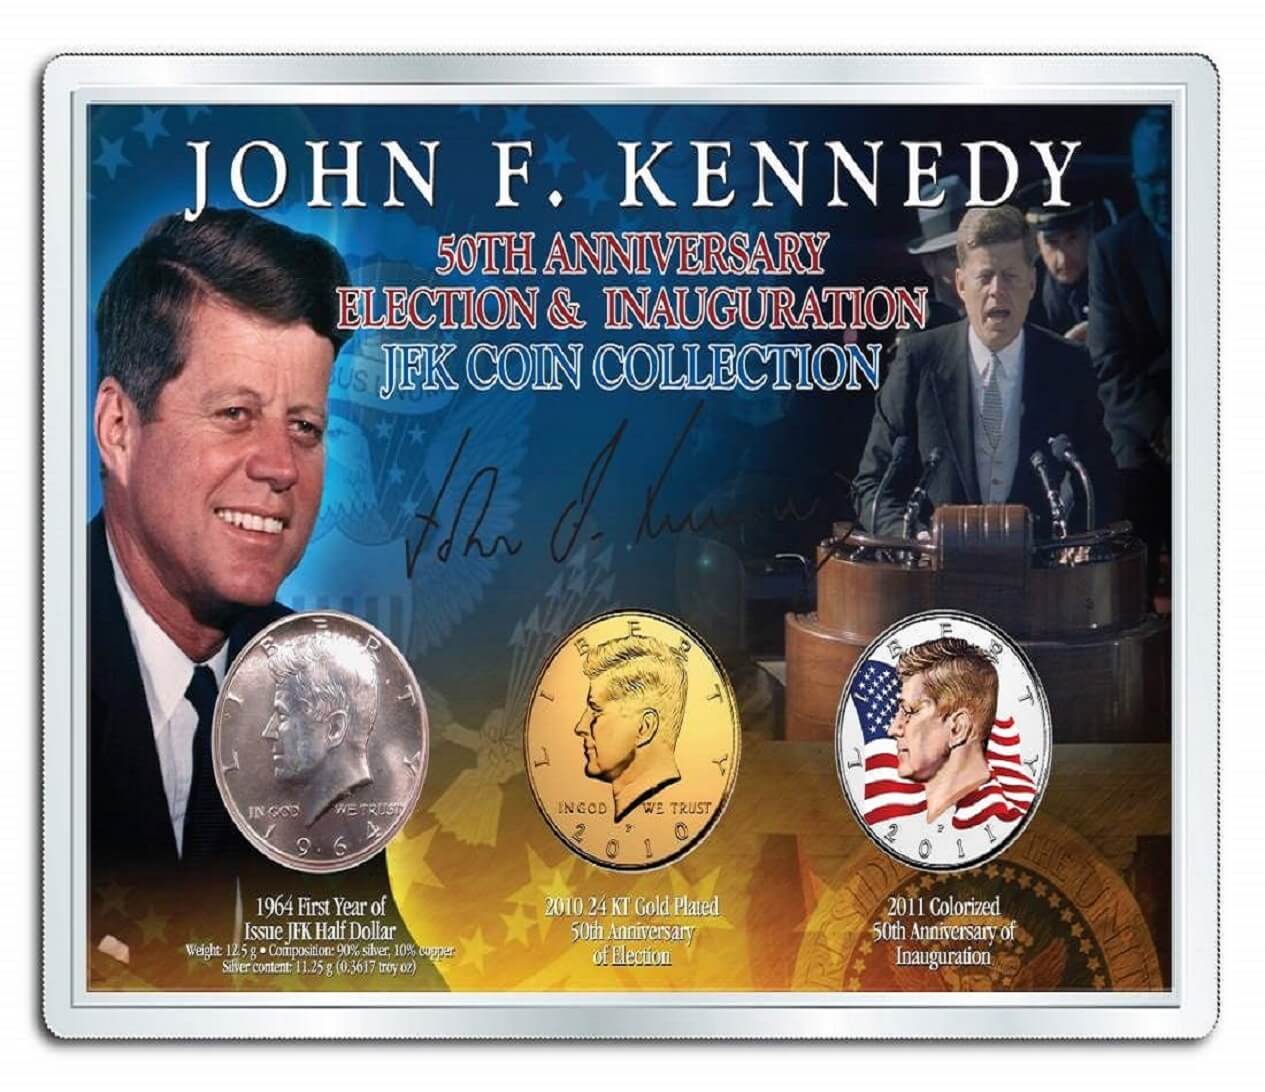 JOHN F. KENNEDY
50TH ANNIVERSARY
ELECTION & INAUGURATION
JFK COIN COLLECTION
John F. Kennedy
LIBERTY
IN GOD WE TRUST
1964
LIBERTY
IN GOD WE TRUST
P
2010
LIBERTY
P
2011
1964 First Year of
Issue JFK Half Dollar
Weight: 12.5 g • Composition: 90% silver, 10% copper
Silver content: 11.25 g (0.3617 troy oz)
2010 24 KT Gold Plated
50th Anniversary
of Election
2011 Colorized
50th Anniversary of
Inauguration